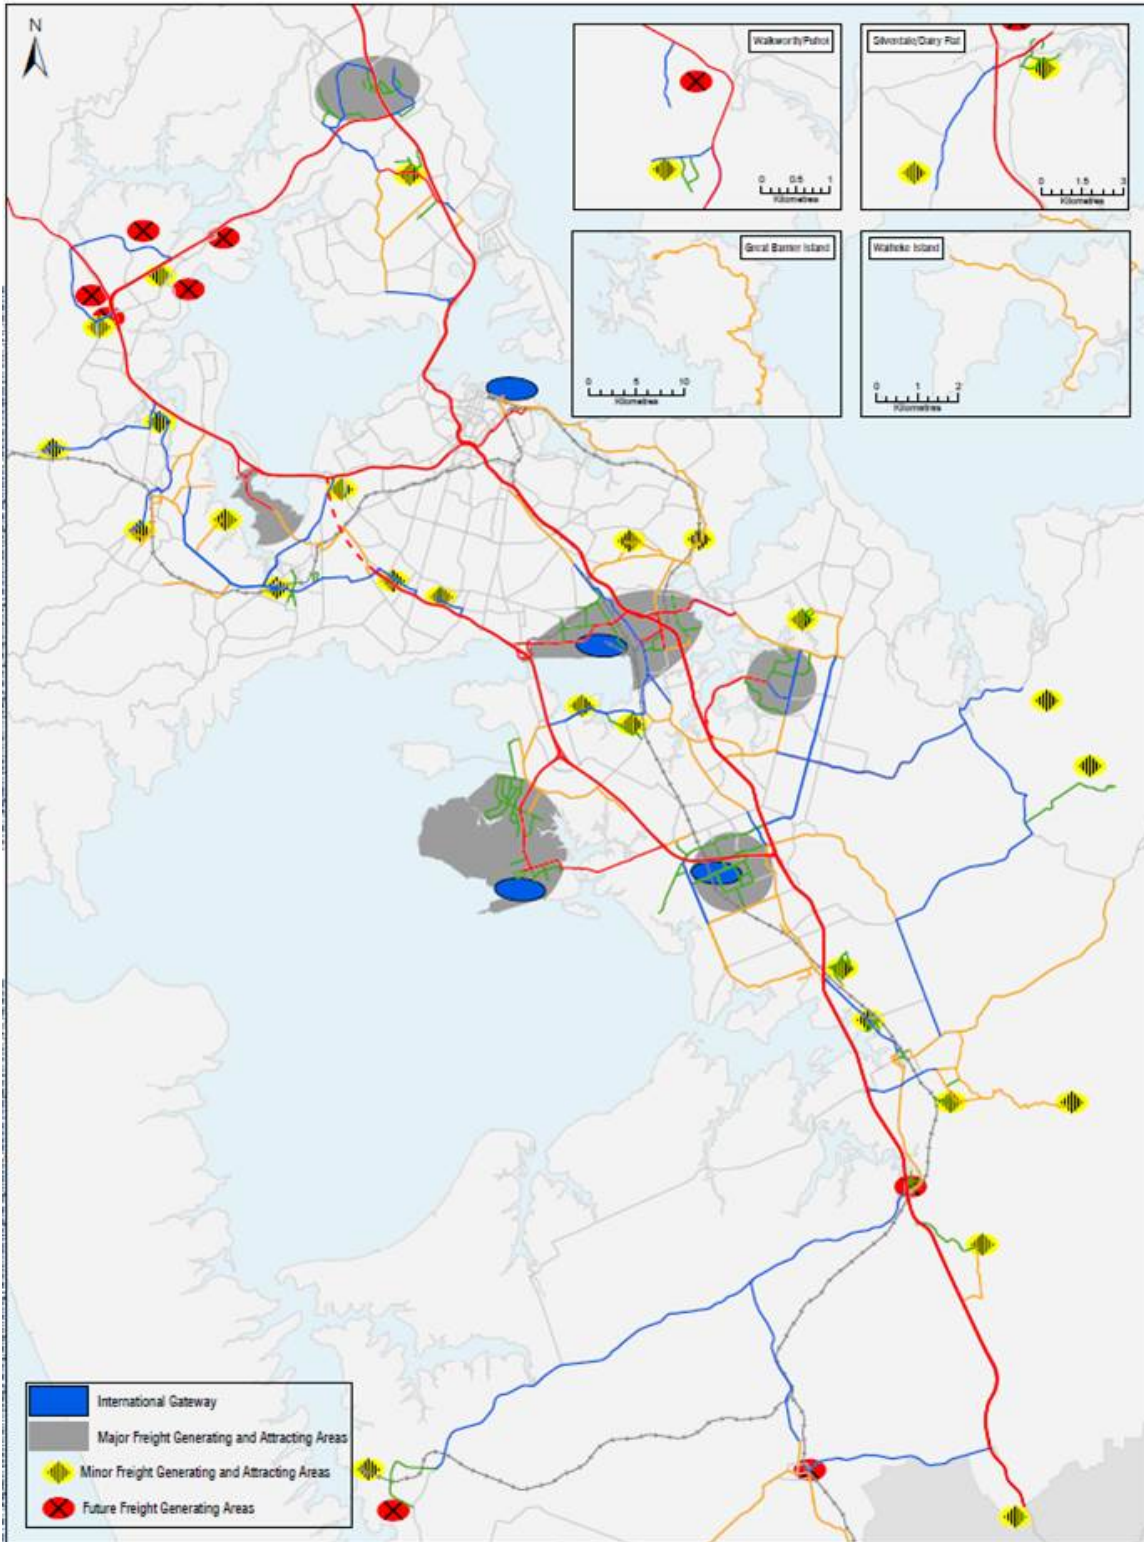 N
Walkworth/Puhoi
0 0.5 1
Kilometres
Silverdale/Dairy Flat
0 1.5 3
Kilometres
Great Barrier Island
0 5 10
Kilometres
Waiheke Island
0 1 2
Kilometres
International Gateway
Major Freight Generating and Attracting Areas
Minor Freight Generating and Attracting Areas
Future Freight Generating Areas